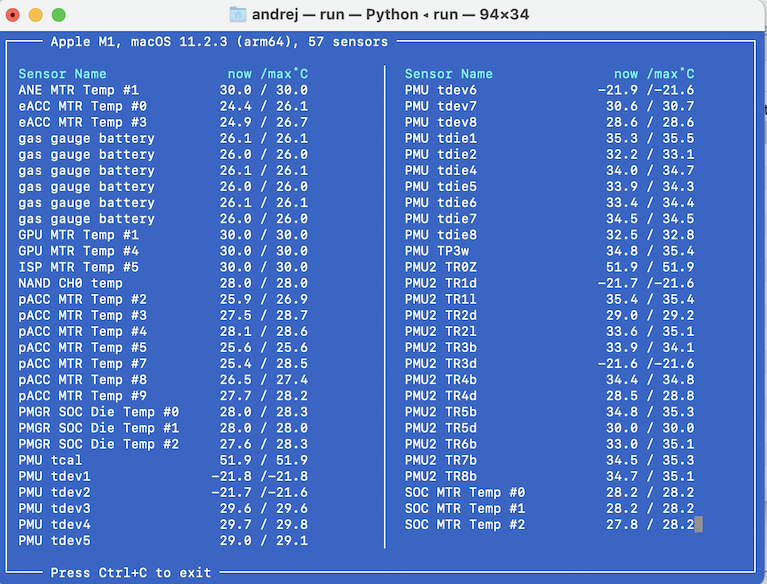 andrej — run — Python ◂ run — 94×34
Apple M1, macOS 11.2.3 (arm64), 57 sensors
Sensor Name now /max°C
ANE MTR Temp #1 30.0 / 30.0
eACC MTR Temp #0 24.4 / 26.1
eACC MTR Temp #3 24.9 / 26.7
gas gauge battery 26.1 / 26.1
gas gauge battery 26.0 / 26.0
gas gauge battery 26.1 / 26.1
gas gauge battery 26.0 / 26.0
gas gauge battery 26.1 / 26.1
gas gauge battery 26.0 / 26.0
GPU MTR Temp #1 30.0 / 30.0
GPU MTR Temp #4 30.0 / 30.0
ISP MTR Temp #5 30.0 / 30.0
NAND CH0 temp 28.0 / 28.0
pACC MTR Temp #2 25.9 / 26.9
pACC MTR Temp #3 27.5 / 28.7
pACC MTR Temp #4 28.1 / 28.6
pACC MTR Temp #5 25.6 / 25.6
pACC MTR Temp #7 25.4 / 28.5
pACC MTR Temp #8 26.5 / 27.4
pACC MTR Temp #9 27.7 / 28.2
PMGR SOC Die Temp #0 28.0 / 28.3
PMGR SOC Die Temp #1 28.0 / 28.0
PMGR SOC Die Temp #2 27.6 / 28.3
PMU tcal 51.9 / 51.9
PMU tdev1 -21.8 /-21.8
PMU tdev2 -21.7 /-21.6
PMU tdev3 29.6 / 29.6
PMU tdev4 29.7 / 29.8
PMU tdev5 29.0 / 29.1
Sensor Name now /max°C
PMU tdev6 -21.9 /-21.6
PMU tdev7 30.6 / 30.7
PMU tdev8 28.6 / 28.6
PMU tdie1 35.3 / 35.5
PMU tdie2 32.2 / 33.1
PMU tdie4 34.0 / 34.7
PMU tdie5 33.9 / 34.3
PMU tdie6 33.4 / 34.4
PMU tdie7 34.5 / 34.5
PMU tdie8 32.5 / 32.8
PMU TP3w 34.8 / 35.4
PMU2 TR0Z 51.9 / 51.9
PMU2 TR1d -21.7 /-21.6
PMU2 TR1l 35.4 / 35.4
PMU2 TR2d 29.0 / 29.2
PMU2 TR2l 33.6 / 35.1
PMU2 TR3b 33.9 / 34.1
PMU2 TR3d -21.6 /-21.6
PMU2 TR4b 34.4 / 34.8
PMU2 TR4d 28.5 / 28.8
PMU2 TR5b 34.8 / 35.3
PMU2 TR5d 30.0 / 30.0
PMU2 TR6b 33.0 / 35.1
PMU2 TR7b 34.5 / 35.3
PMU2 TR8b 34.7 / 35.1
SOC MTR Temp #0 28.2 / 28.2
SOC MTR Temp #1 28.2 / 28.2
SOC MTR Temp #2 27.8 / 28.2
Press Ctrl+C to exit